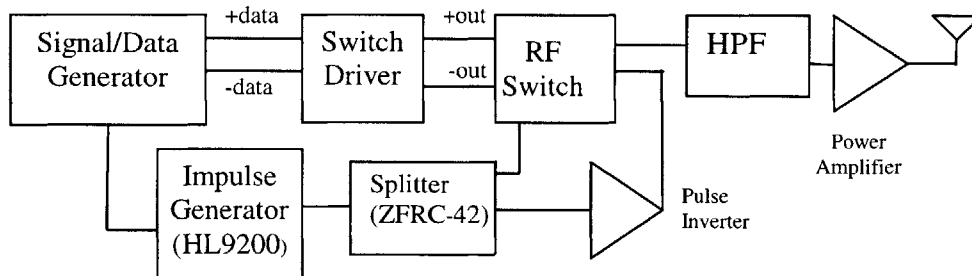 Signal/Data
Generator
+data
-data
Switch
Driver
+out
-out
RF
Switch
HPF
Power
Amplifier
Impulse
Generator
(HL9200)
Splitter
(ZFRC-42)
Pulse
Inverter